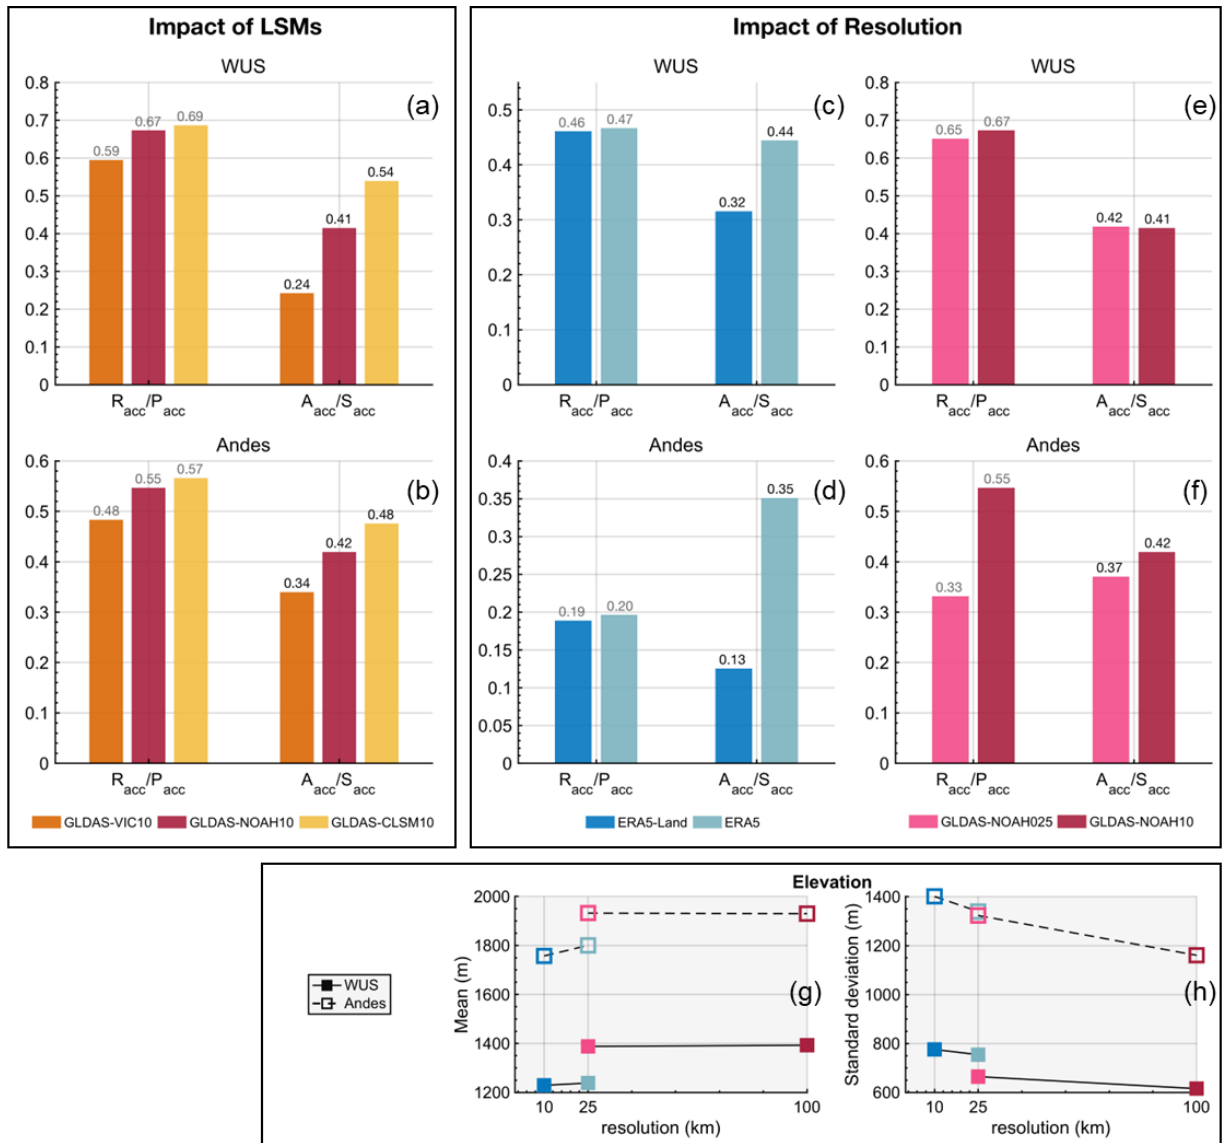 Impact of LSMs
WUS
(a)
0.8
0.7
0.6
0.5
0.4
0.3
0.2
0.1
0
0.59
0.67
0.69
0.24
0.41
0.54
Racc/Pacc
Aacc/Sacc
Andes
(b)
0.6
0.5
0.4
0.3
0.2
0.1
0
0.48
0.55
0.57
0.34
0.42
0.48
Racc/Pacc
Aacc/Sacc
GLDAS-VIC10 GLDAS-NOAH10 GLDAS-CLSM10
Impact of Resolution
WUS
(c)
0.5
0.4
0.3
0.2
0.1
0
0.46
0.47
0.32
0.44
Racc/Pacc
Aacc/Sacc
Andes
(d)
0.4
0.35
0.3
0.25
0.2
0.15
0.1
0.05
0
0.19
0.20
0.13
0.35
Racc/Pacc
Aacc/Sacc
ERA5-Land ERA5
WUS
(e)
0.8
0.7
0.6
0.5
0.4
0.3
0.2
0.1
0
0.65
0.67
0.42
0.41
Racc/Pacc
Aacc/Sacc
Andes
(f)
0.6
0.5
0.4
0.3
0.2
0.1
0
0.33
0.55
0.37
0.42
Racc/Pacc
Aacc/Sacc
GLDAS-NOAH025 GLDAS-NOAH10
Elevation
WUS
Andes
Mean (m)
2000
1800
1600
1400
1200
(g)
10 25 100
resolution (km)
Standard deviation (m)
1400
1200
1000
800
600
(h)
10 25 100
resolution (km)